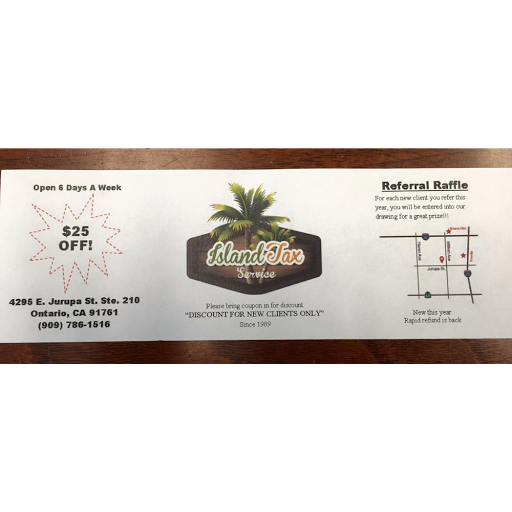 Open 6 Days A Week
$25
OFF!
4295 E. Jurupa St. Ste. 210
Ontario, CA 91761
(909) 786-1516
Island Tax
Service
Please bring coupon in for discount
"DISCOUNT FOR NEW CLIENTS ONLY"
Since 1989
Referral Raffle
For each new client you refer this
year, you will be entered into our
drawing for a great prize!!!
Jurupa St.
New this year
Rapid refund is back